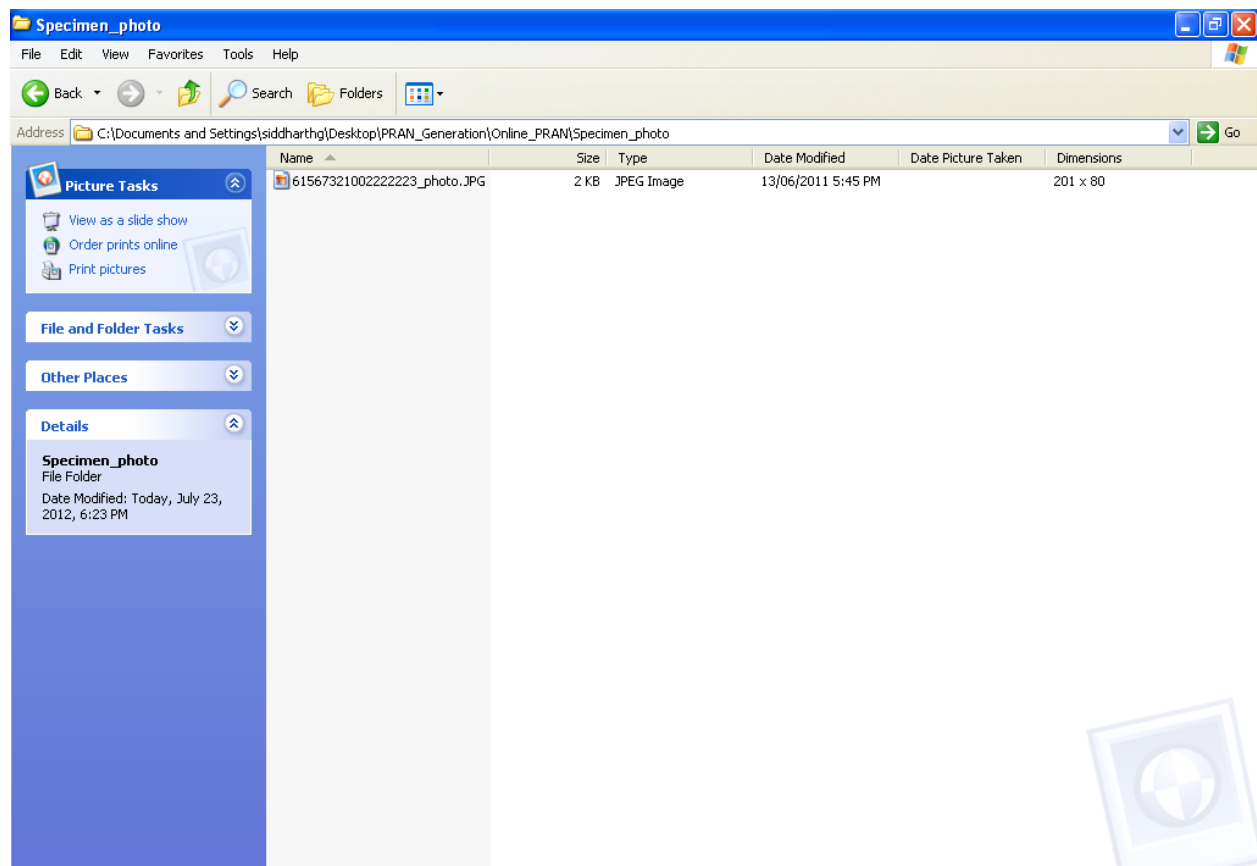 Specimen_photo
File Edit View Favorites Tools Help
Back Search Folders
Address C:\Documents and Settings\siddharthg\Desktop\PRAN_Generation\Online_PRAN\Specimen_photo Go
Name Size Type Date Modified Date Picture Taken Dimensions
61567321002222223_photo.JPG 2 KB JPEG Image 13/06/2011 5:45 PM 201 x 80
Picture Tasks
View as a slide show
Order prints online
Print pictures
File and Folder Tasks
Other Places
Details
Specimen_photo
File Folder
Date Modified: Today, July 23,
2012, 6:23 PM